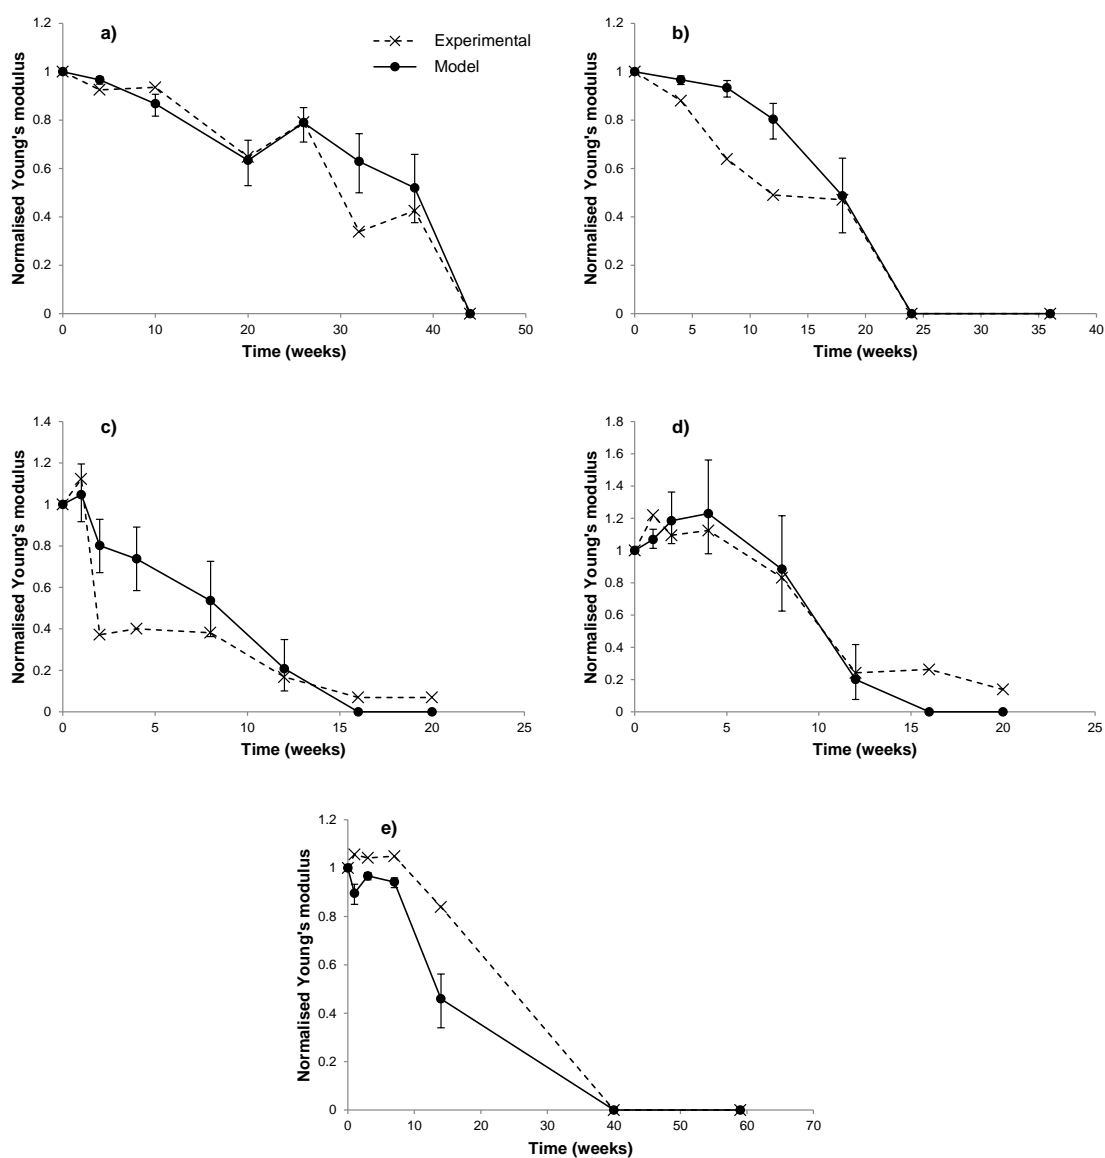 a)
Experimental
Model
Normalised Young's modulus
1.2
1
0.8
0.6
0.4
0.2
0
0 10 20 30 40 50
Time (weeks)
b)
Normalised Young's modulus
1.2
1
0.8
0.6
0.4
0.2
0
0 5 10 15 20 25 30 35 40
Time (weeks)
c)
Normalised Young's modulus
1.4
1.2
1
0.8
0.6
0.4
0.2
0
0 5 10 15 20 25
Time (weeks)
d)
Normalised Young's modulus
1.8
1.6
1.4
1.2
1
0.8
0.6
0.4
0.2
0
0 5 10 15 20 25
Time (weeks)
e)
Normalised Young's modulus
1.2
1
0.8
0.6
0.4
0.2
0
0 10 20 30 40 50 60 70
Time (weeks)